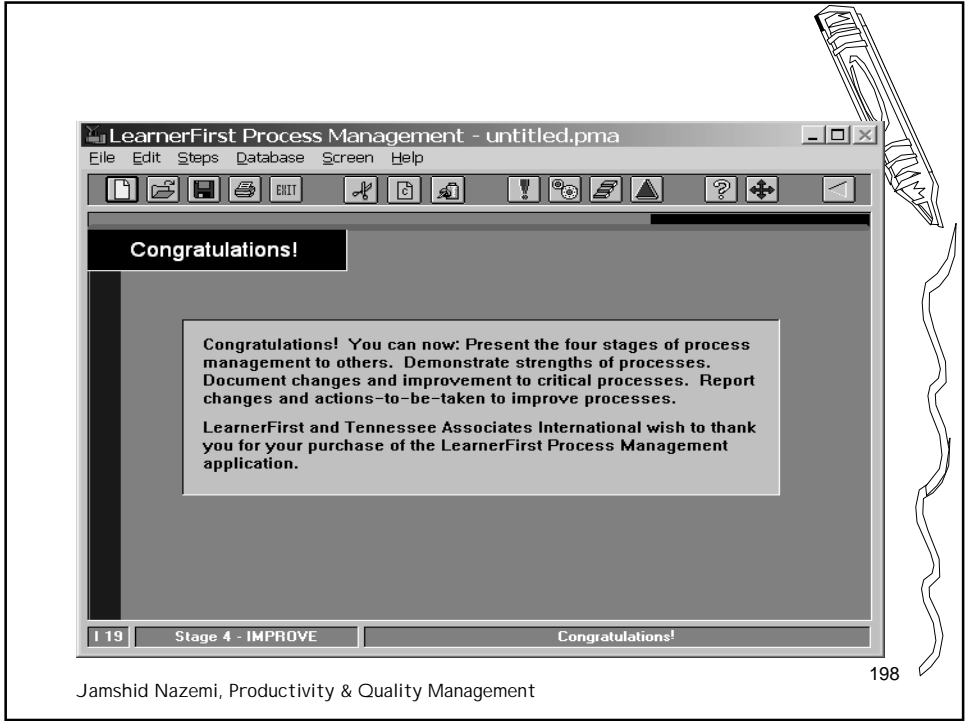 LearnerFirst Process Management - untitled.pma
File Edit Steps Database Screen Help
EXIT
Congratulations!
Congratulations! You can now: Present the four stages of process
management to others. Demonstrate strengths of processes.
Document changes and improvement to critical processes. Report
changes and actions-to-be-taken to improve processes.
LearnerFirst and Tennessee Associates International wish to thank
you for your purchase of the LearnerFirst Process Management
application.
I 19 Stage 4 - IMPROVE Congratulations!
198
Jamshid Nazemi, Productivity & Quality Management